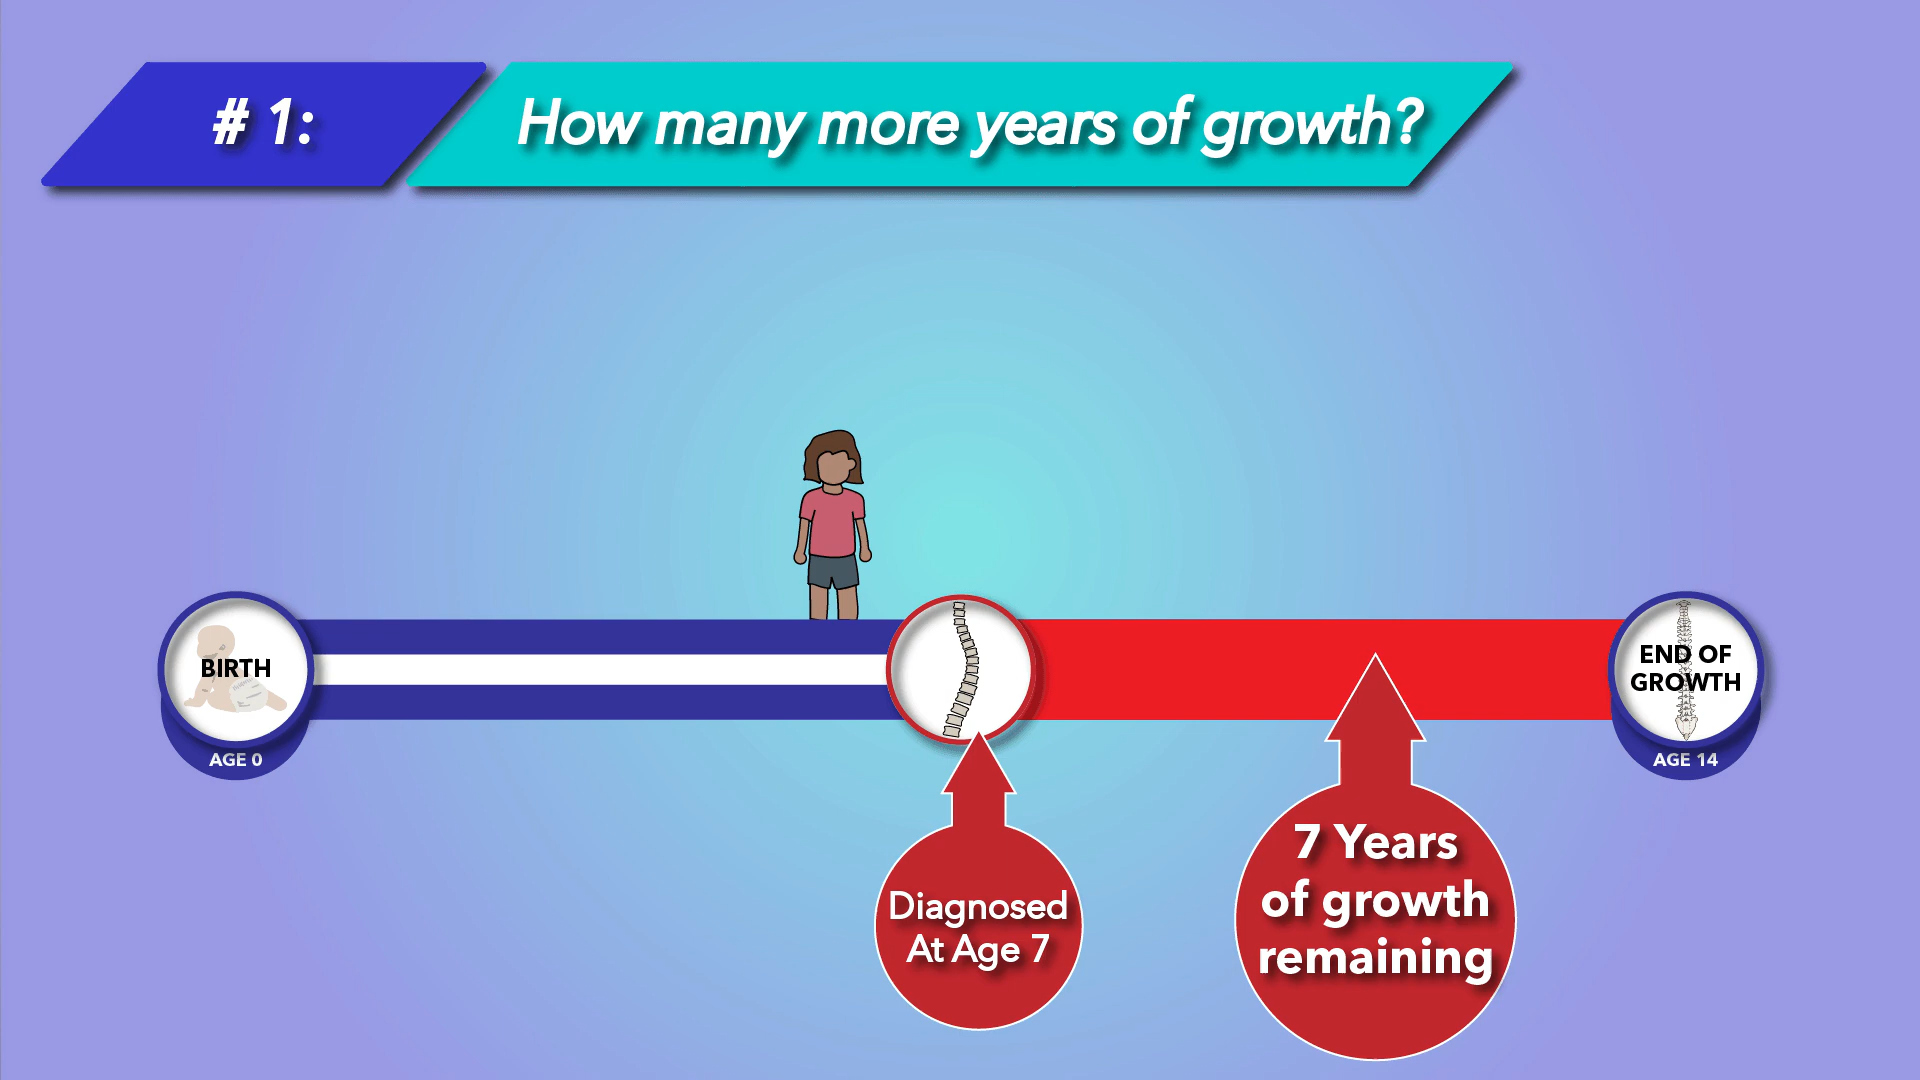 # 1:
How many more years of growth?
BIRTH
AGE 0
END OF
GROWTH
AGE 14
Diagnosed
At Age 7
7 Years
of growth
remaining